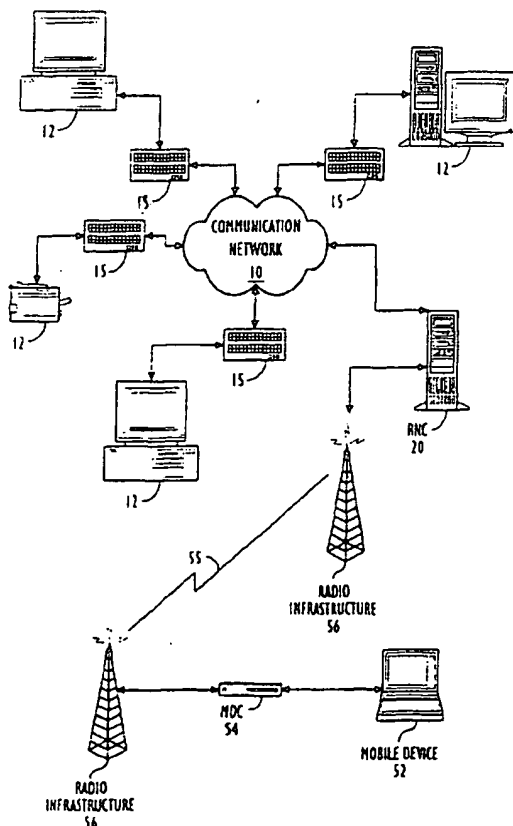 12
15
15
12
COMMUNICATION
NETWORK
10
15
12
15
12
RNC
20
55
RADIO
INFRASTRUCTURE
56
MDC
54
MOBILE DEVICE
52
RADIO
INFRASTRUCTURE
56